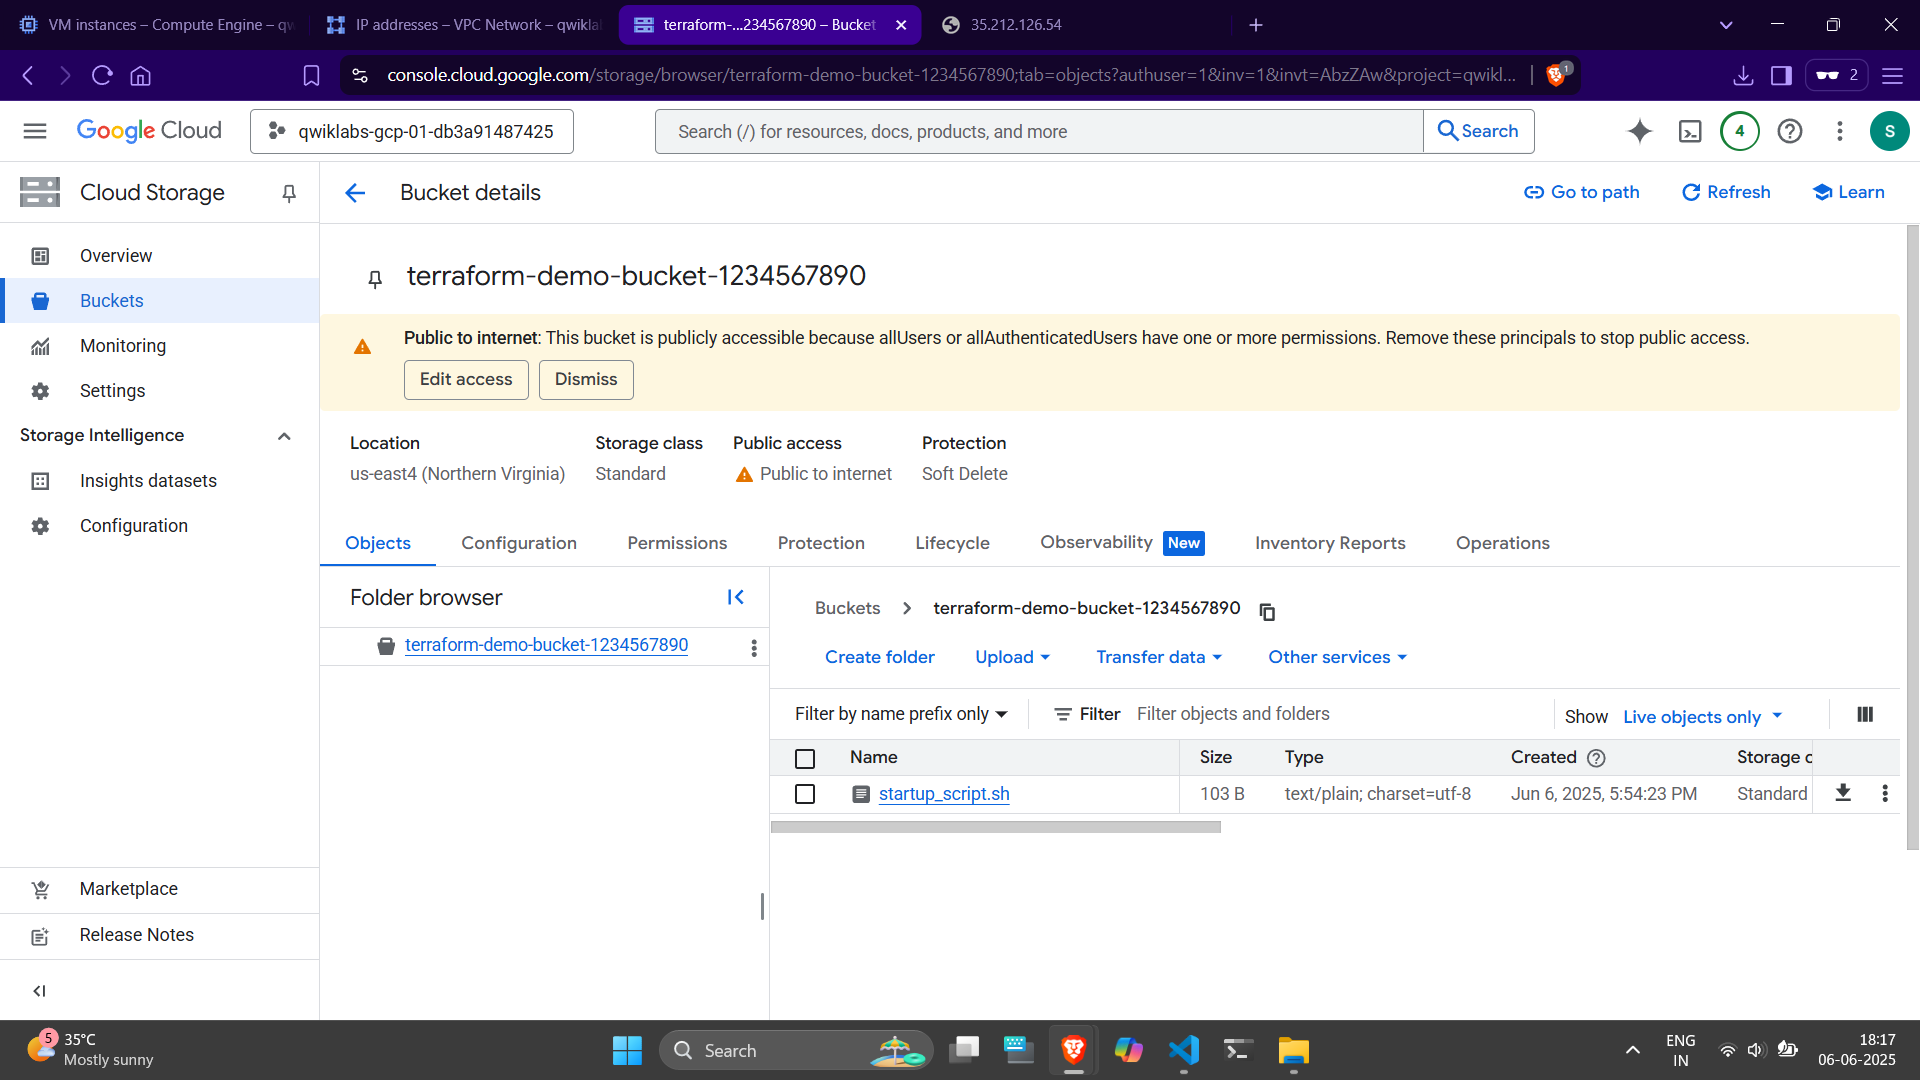 VM instances – Compute Engine – qw
IP addresses – VPC Network – qwikla
terraform-...234567890 – Bucket
35.212.126.54
console.cloud.google.com/storage/browser/terraform-demo-bucket-1234567890;tab=objects?authuser=1&inv=1&invt=AbzZAw&project=qwikl...
1
2
Google Cloud
qwiklabs-gcp-01-db3a91487425
Search (/) for resources, docs, products, and more
Search
4
S
Cloud Storage
Bucket details
Go to path
Refresh
Learn
Overview
Buckets
Monitoring
Settings
Storage Intelligence
Insights datasets
Configuration
Marketplace
Release Notes
terraform-demo-bucket-1234567890
Public to internet: This bucket is publicly accessible because allUsers or allAuthenticatedUsers have one or more permissions. Remove these principals to stop public access.
Edit access
Dismiss
Location
us-east4 (Northern Virginia)
Storage class
Standard
Public access
Public to internet
Protection
Soft Delete
Objects
Configuration
Permissions
Protection
Lifecycle
Observability New
Inventory Reports
Operations
Folder browser
terraform-demo-bucket-1234567890
Buckets
terraform-demo-bucket-1234567890
Create folder
Upload
Transfer data
Other services
Filter by name prefix only
Filter
Filter objects and folders
Show
Live objects only
Name Size Type Created Storage c
startup_script.sh 103 B text/plain; charset=utf-8 Jun 6, 2025, 5:54:23 PM Standard
5
35°C
Mostly sunny
Search
ENG
IN
18:17
06-06-2025